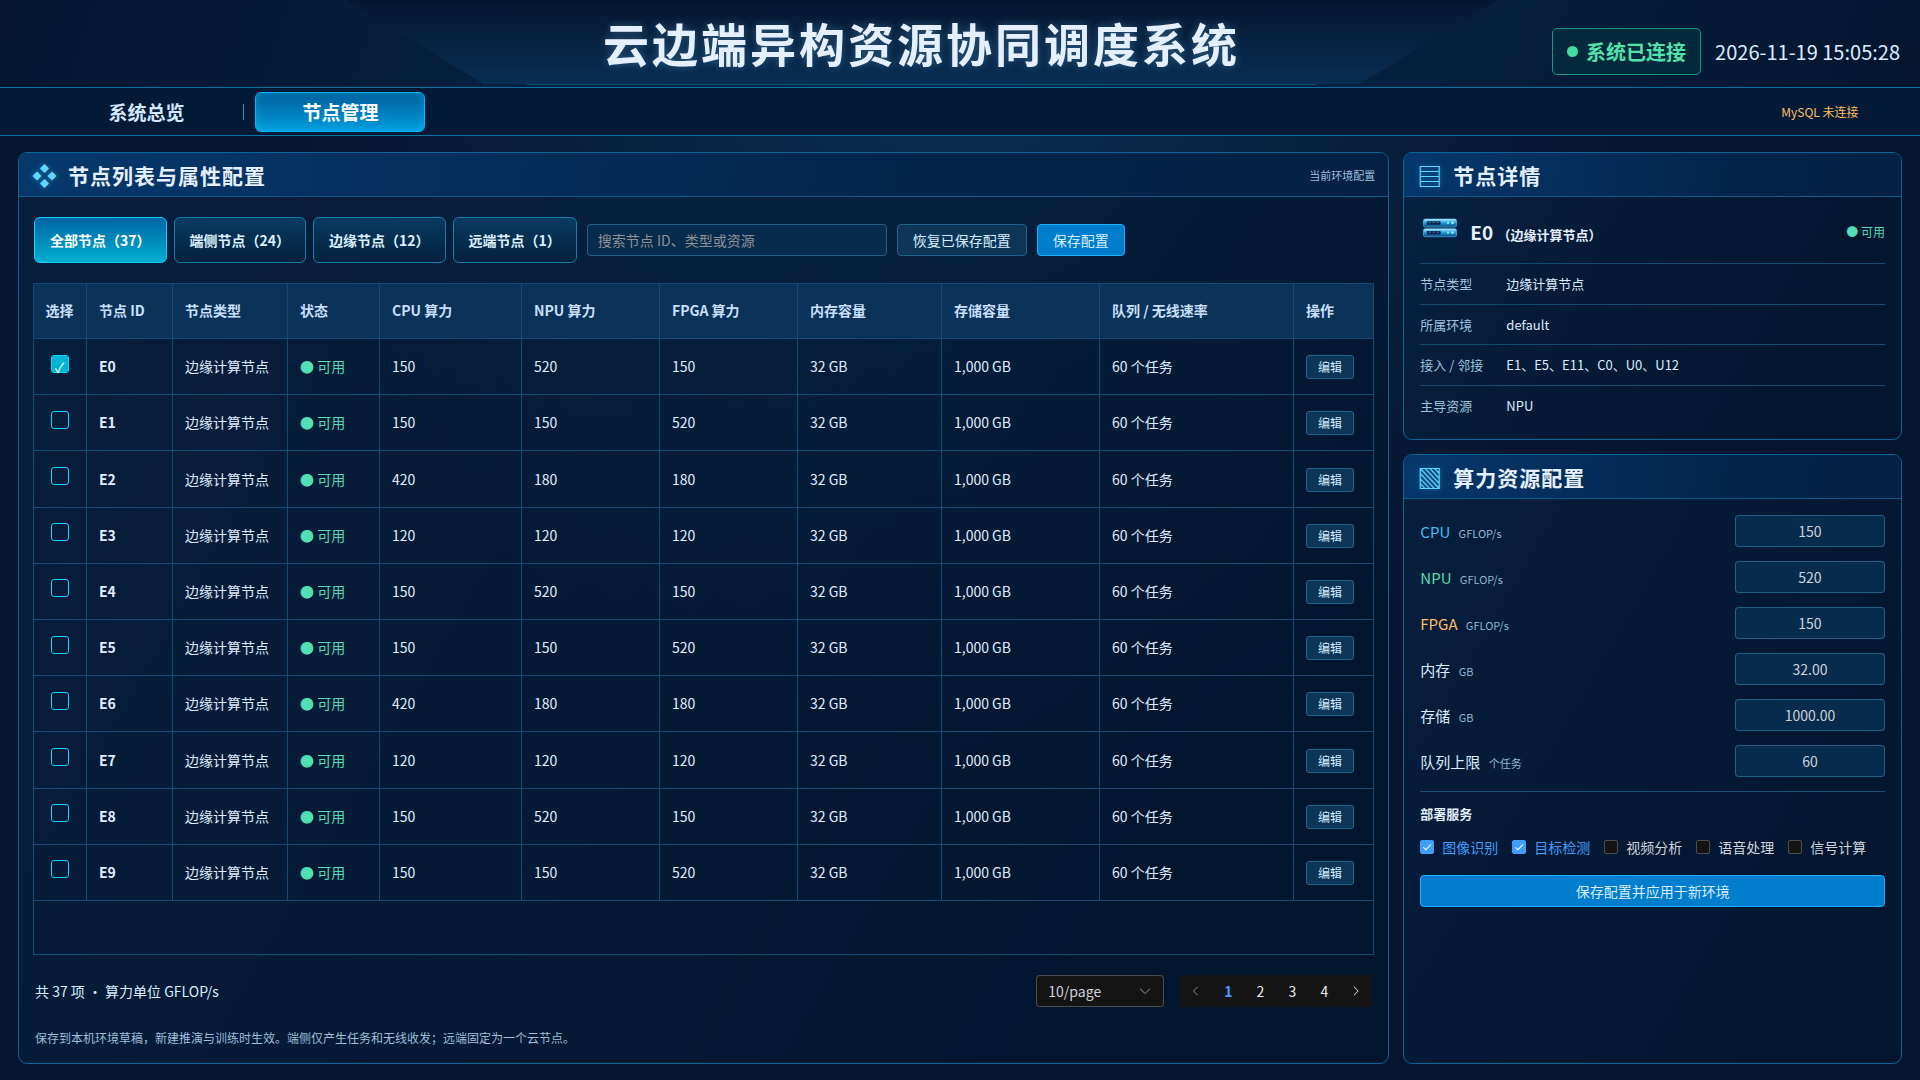 云边端异构资源协同调度系统
系统已连接 2026-11-19 15:05:28
系统总览 节点管理 MySQL 未连接
节点列表与属性配置 当前环境配置
全部节点（37） 端侧节点（24） 边缘节点（12） 远端节点（1） 搜索节点 ID、类型或资源 恢复已保存配置 保存配置
选择 节点 ID 节点类型 状态 CPU 算力 NPU 算力 FPGA 算力 内存容量 存储容量 队列 / 无线速率 操作
E0 边缘计算节点 可用 150 520 150 32 GB 1,000 GB 60 个任务 编辑
E1 边缘计算节点 可用 150 150 520 32 GB 1,000 GB 60 个任务 编辑
E2 边缘计算节点 可用 420 180 180 32 GB 1,000 GB 60 个任务 编辑
E3 边缘计算节点 可用 120 120 120 32 GB 1,000 GB 60 个任务 编辑
E4 边缘计算节点 可用 150 520 150 32 GB 1,000 GB 60 个任务 编辑
E5 边缘计算节点 可用 150 150 520 32 GB 1,000 GB 60 个任务 编辑
E6 边缘计算节点 可用 420 180 180 32 GB 1,000 GB 60 个任务 编辑
E7 边缘计算节点 可用 120 120 120 32 GB 1,000 GB 60 个任务 编辑
E8 边缘计算节点 可用 150 520 150 32 GB 1,000 GB 60 个任务 编辑
E9 边缘计算节点 可用 150 150 520 32 GB 1,000 GB 60 个任务 编辑
共 37 项 · 算力单位 GFLOP/s 10/page 1 2 3 4
保存到本机环境草稿，新建推演与训练时生效。端侧仅产生任务和无线收发；远端固定为一个云节点。
节点详情
E0 （边缘计算节点） 可用
节点类型 边缘计算节点
所属环境 default
接入 / 邻接 E1、E5、E11、C0、U0、U12
主导资源 NPU
算力资源配置
CPU GFLOP/s 150
NPU GFLOP/s 520
FPGA GFLOP/s 150
内存 GB 32.00
存储 GB 1000.00
队列上限 个任务 60
部署服务
图像识别 目标检测 视频分析 语音处理 信号计算
保存配置并应用于新环境